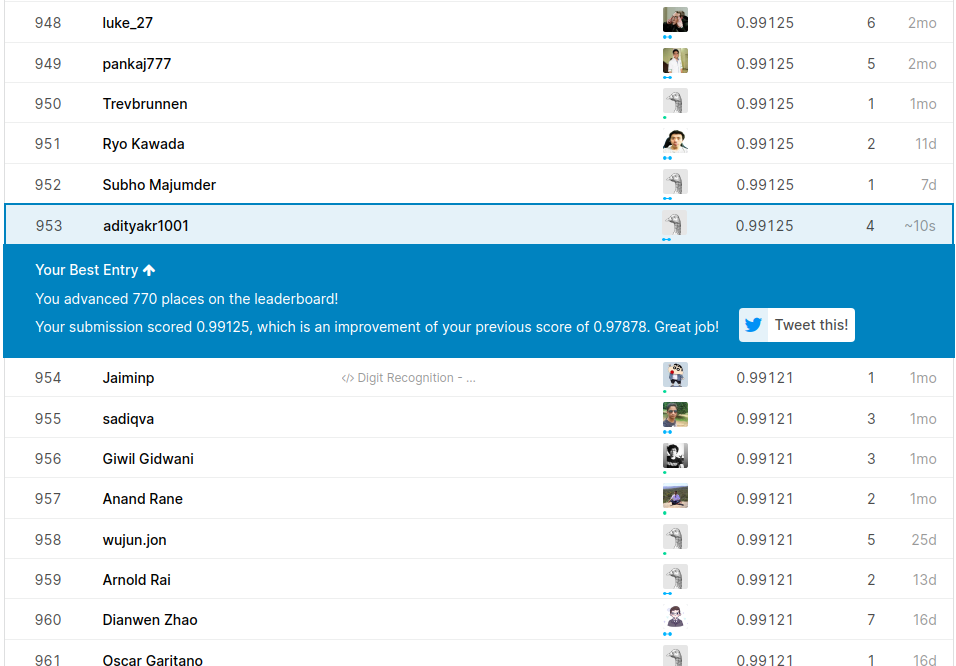 948 luke_27 0.99125 6 2mo
949 pankaj777 0.99125 5 2mo
950 Trevbrunnen 0.99125 1 1mo
951 Ryo Kawada 0.99125 2 11d
952 Subho Majumder 0.99125 1 7d
953 adityakr1001 0.99125 4 ~10s
Your Best Entry ↑
You advanced 770 places on the leaderboard!
Your submission scored 0.99125, which is an improvement of your previous score of 0.97878. Great job! Tweet this!
954 Jaiminp </> Digit Recognition - ... 0.99121 1 1mo
955 sadiqva 0.99121 3 1mo
956 Giwil Gidwani 0.99121 3 1mo
957 Anand Rane 0.99121 2 1mo
958 wujun.jon 0.99121 5 25d
959 Arnold Rai 0.99121 2 13d
960 Dianwen Zhao 0.99121 7 16d
961 Oscar Garitano 0.99121 1 16d